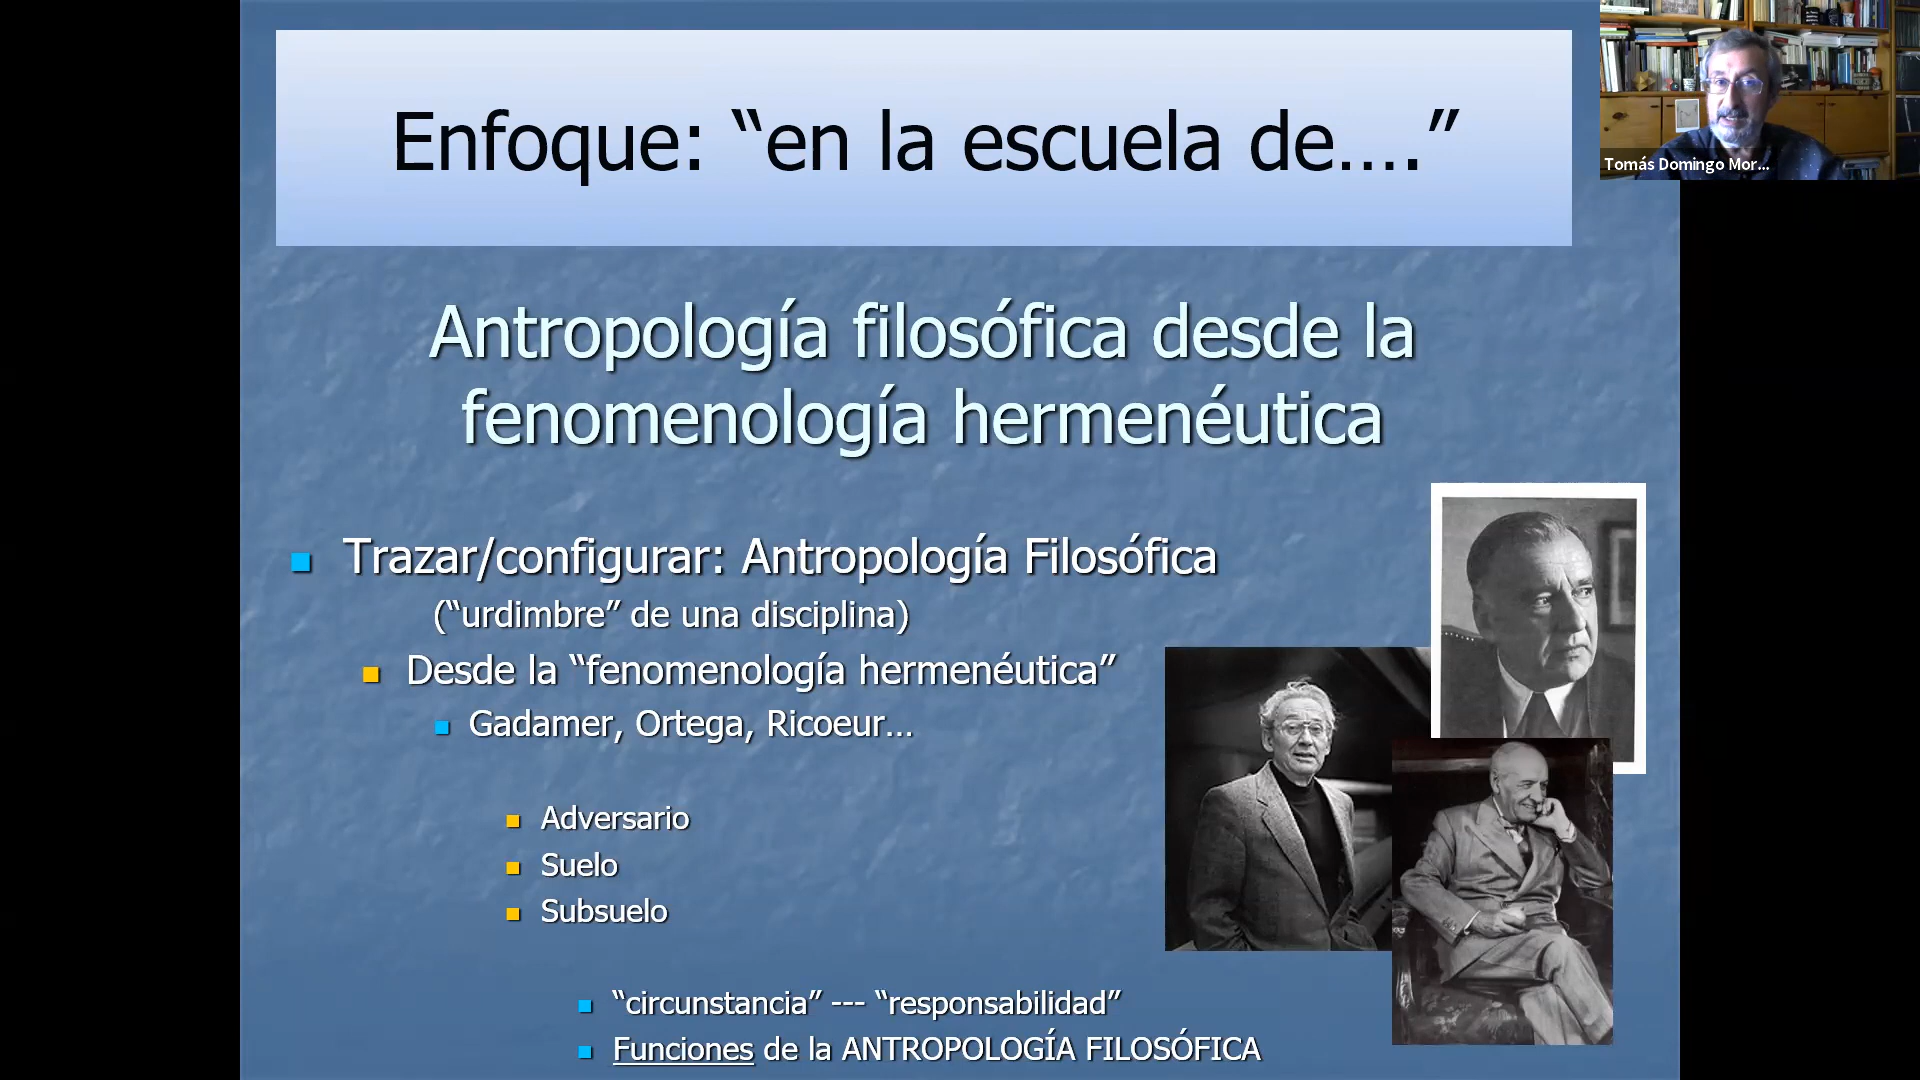 Enfoque: “en la escuela de….”
Tomás Domingo Mor...
Antropología filosófica desde la
fenomenología hermenéutica
Trazar/configurar: Antropología Filosófica
(“urdimbre” de una disciplina)
Desde la “fenomenología hermenéutica”
Gadamer, Ortega, Ricoeur…
Adversario
Suelo
Subsuelo
“circunstancia” --- “responsabilidad”
Funciones de la ANTROPOLOGÍA FILOSÓFICA